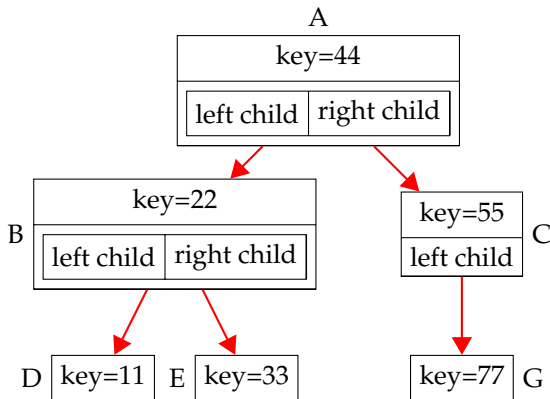 A
key=44
left child right child
B
key=22
left child right child
key=55
left child
C
D
key=11
E
key=33
key=77
G